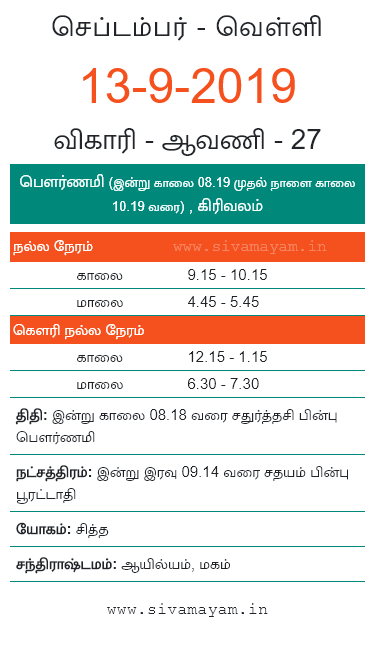 செப்டம்பர் - வெள்ளி
13-9-2019
விகாரி - ஆவணி - 27
பௌர்ணமி (இன்று காலை 08.19 முதல் நாளை காலை
10.19 வரை) , கிரிவலம்
நல்ல நேரம் www.sivamayam.in
காலை 9.15 - 10.15
மாலை 4.45 - 5.45
கௌரி நல்ல நேரம்
காலை 12.15 - 1.15
மாலை 6.30 - 7.30
திதி: இன்று காலை 08.18 வரை சதுர்த்தசி பின்பு
பௌர்ணமி
நட்சத்திரம்: இன்று இரவு 09.14 வரை சதயம் பின்பு
பூரட்டாதி
யோகம்: சித்த
சந்திராஷ்டமம்: ஆயில்யம், மகம்
www.sivamayam.in